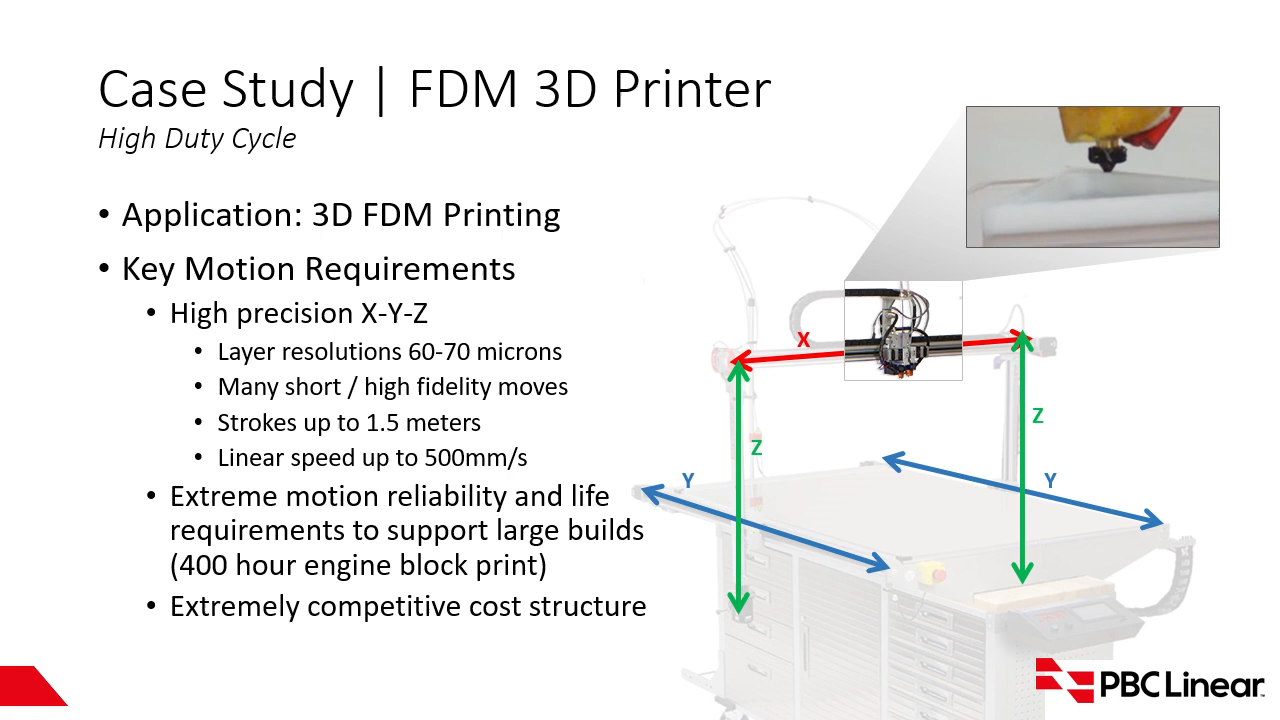 Case Study | FDM 3D Printer
High Duty Cycle
• Application: 3D FDM Printing
• Key Motion Requirements
• High precision X-Y-Z
• Layer resolutions 60-70 microns
• Many short / high fidelity moves
• Strokes up to 1.5 meters
• Linear speed up to 500mm/s
• Extreme motion reliability and life
requirements to support large builds
(400 hour engine block print)
• Extremely competitive cost structure
X
Z
Z
Y
Y
PBC Linear